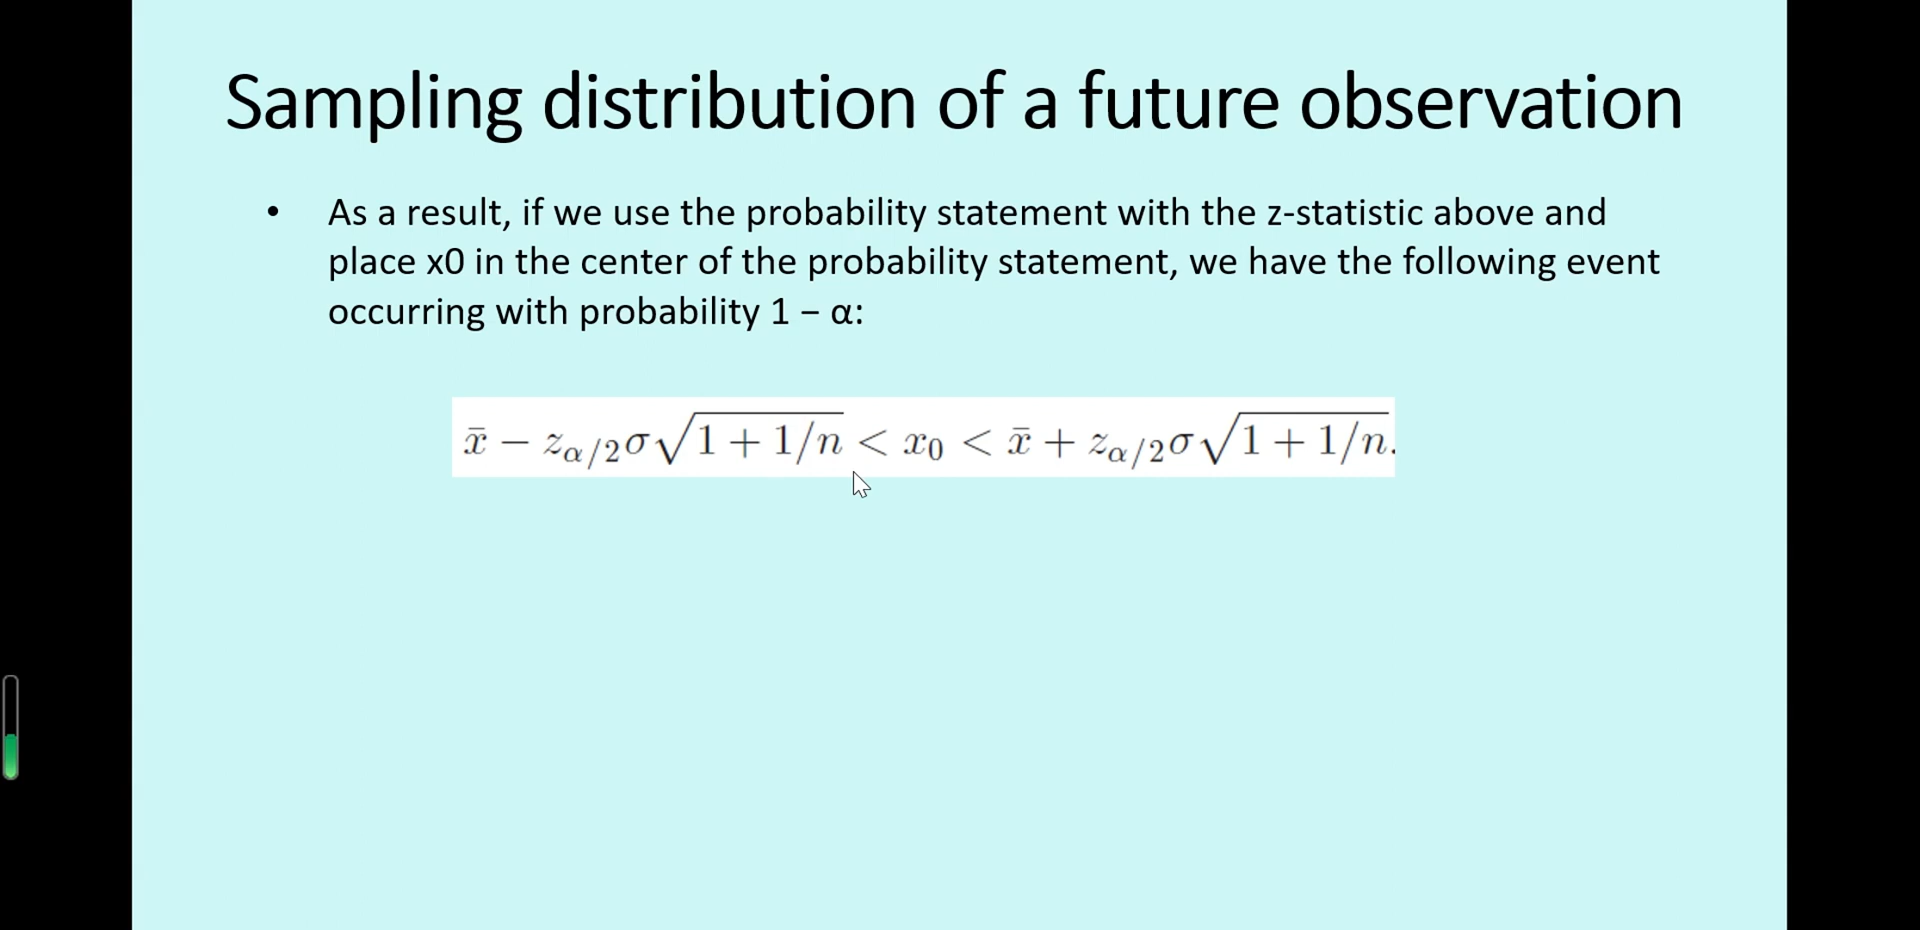 Sampling distribution of a future observation
• As a result, if we use the probability statement with the z-statistic above and
place x0 in the center of the probability statement, we have the following event
occurring with probability 1 − α:
x̄ − z_{α/2}σ√(1 + 1/n) < x₀ < x̄ + z_{α/2}σ√(1 + 1/n).